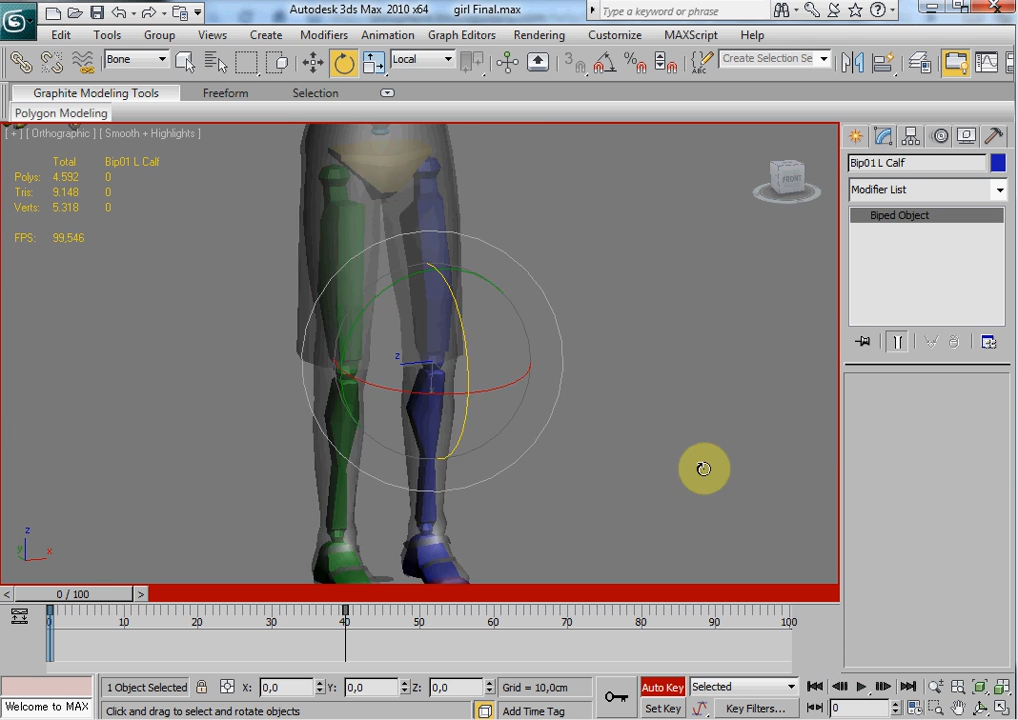 Autodesk 3ds Max 2010 x64 girl Final.max
Type a keyword or phrase
Edit Tools Group Views Create Modifiers Animation Graph Editors Rendering Customize MAXScript Help
Bone Local Create Selection Se
Graphite Modeling Tools Freeform Selection
Polygon Modeling
[ + ] [ Orthographic ] [ Smooth + Highlights ]
Total Bip01 L Calf
Polys: 4.592 0
Tris: 9.148 0
Verts: 5.318 0
FPS: 99,546
FRONT
Bip01 L Calf
Modifier List
Biped Object
z
z
y x
< 0 / 100 >
0 10 20 30 40 50 60 70 80 90 100
1 Object Selected X: 0,0 Y: 0,0 Z: 0,0 Grid = 10,0cm Auto Key Selected
Welcome to MAX Click and drag to select and rotate objects Add Time Tag Set Key Key Filters... 0